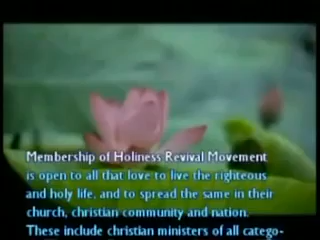 Membership of Holiness Revival Movement
is open to all that love to live the righteous
and holy life, and to spread the same in their
church, christian community and nation.
These include christian ministers of all catego-